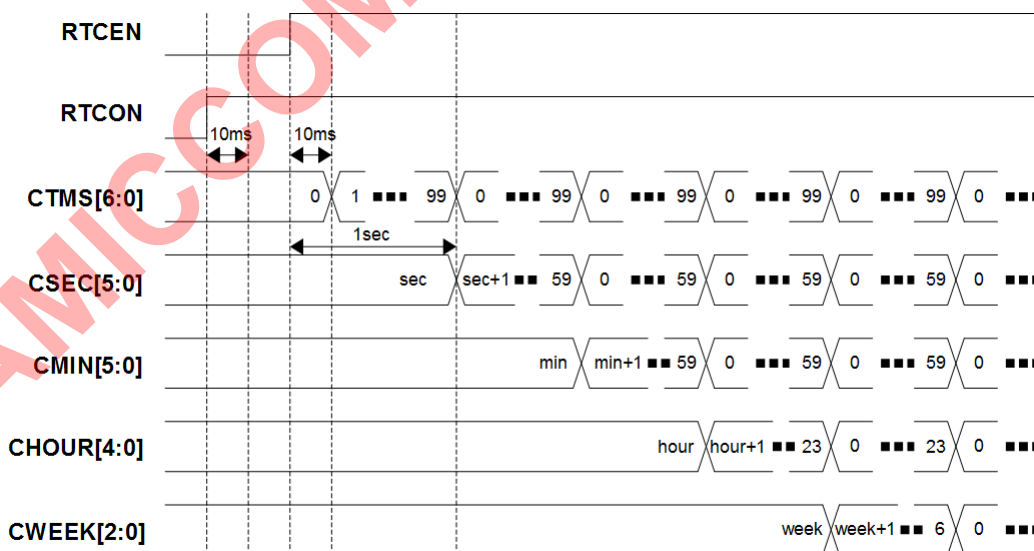 RTCEN
RTCON
10ms 10ms
CTMS[6:0] 0 1 ■■■ 99 0 ■■■ 99 0 ■■■ 99 0 ■■■ 99 0 ■■■ 99 0 ■■■
1sec
CSEC[5:0] sec sec+1 ■■ 59 0 ■■■ 59 0 ■■■ 59 0 ■■■ 59 0 ■■■
CMIN[5:0] min min+1 ■■ 59 0 ■■■ 59 0 ■■■ 59 0 ■■■
CHOUR[4:0] hour hour+1 ■■ 23 0 ■■■ 23 0 ■■■
CWEEK[2:0] week week+1 ■■ 6 0 ■■■
AMICCOM